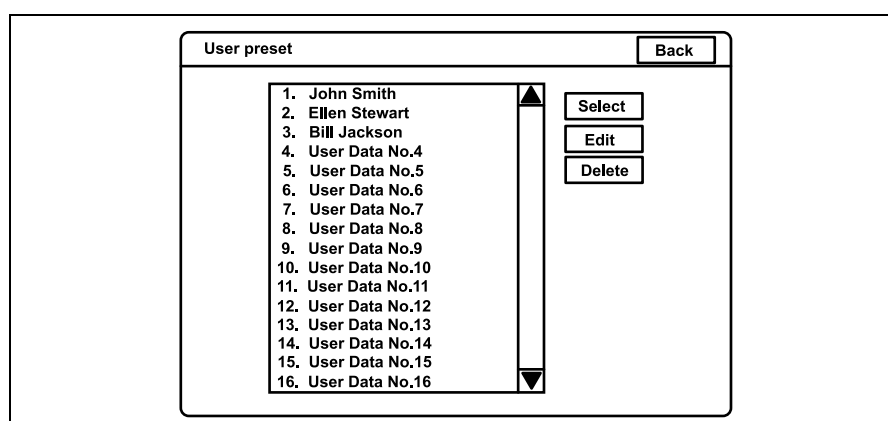 User preset
Back
1. John Smith
2. Ellen Stewart
3. Bill Jackson
4. User Data No.4
5. User Data No.5
6. User Data No.6
7. User Data No.7
8. User Data No.8
9. User Data No.9
10. User Data No.10
11. User Data No.11
12. User Data No.12
13. User Data No.13
14. User Data No.14
15. User Data No.15
16. User Data No.16
Select
Edit
Delete